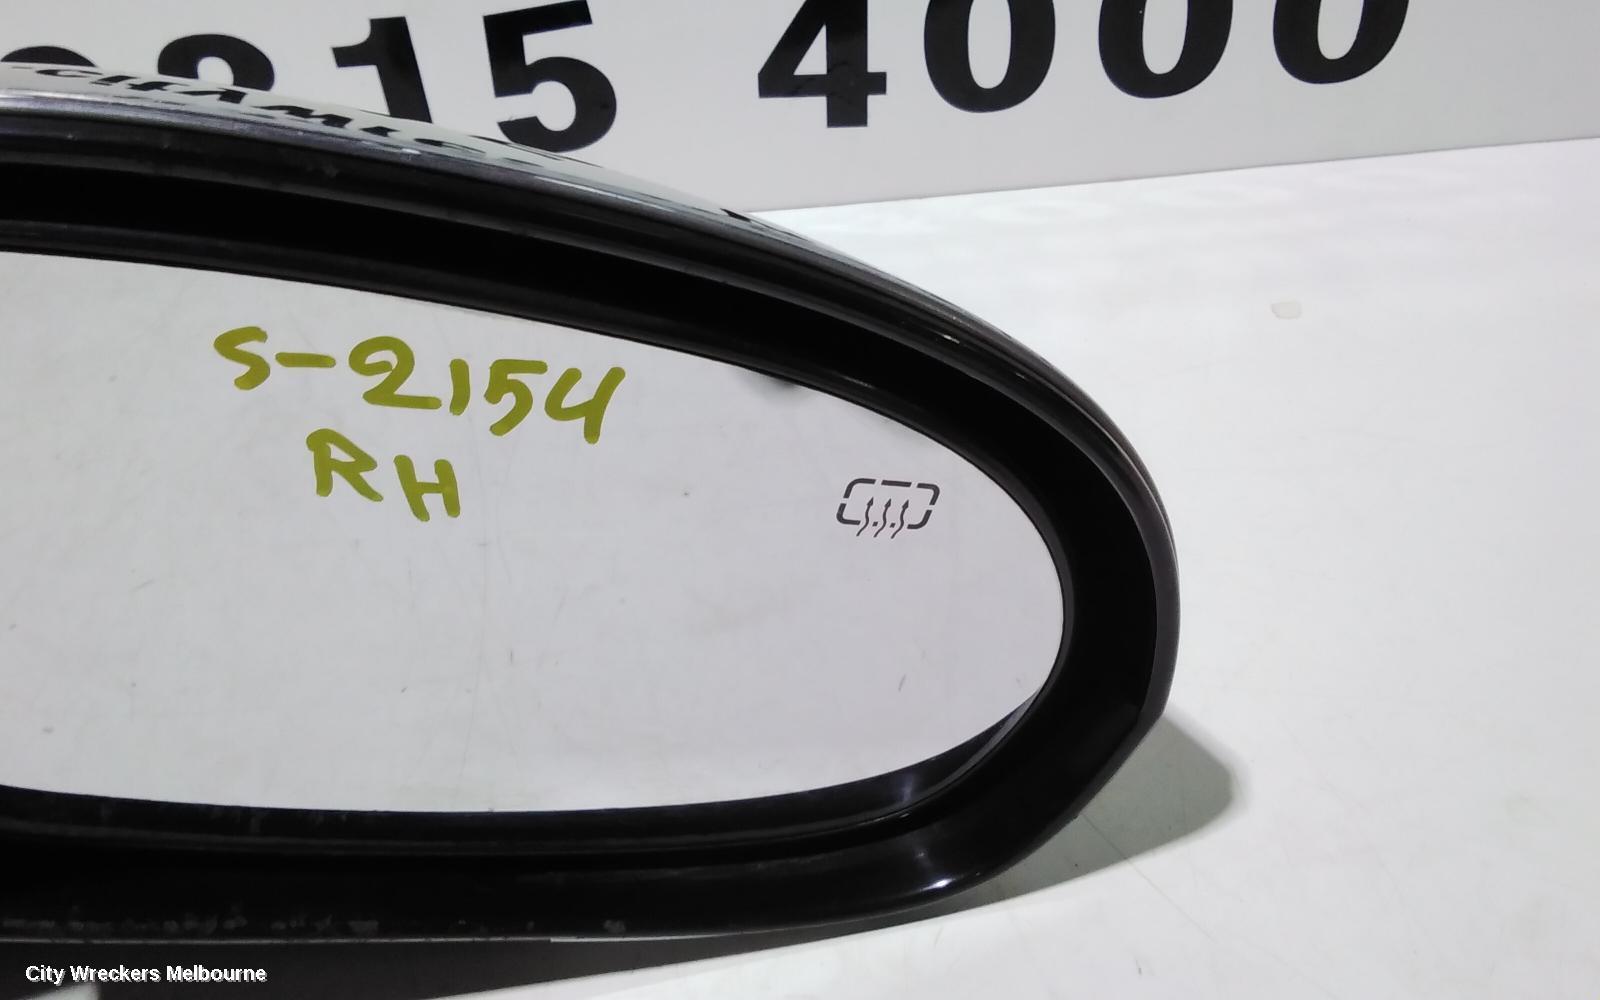 215 4000
S-2154
RH
City Wreckers Melbourne